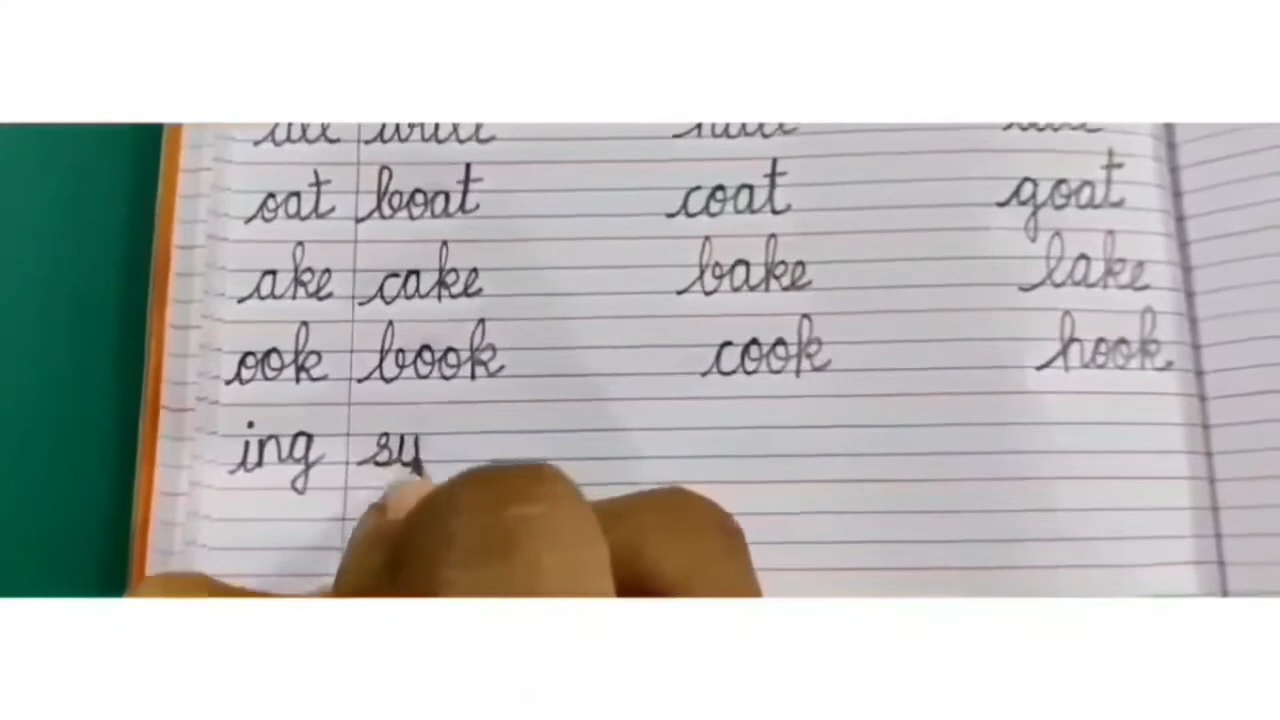 oat boat coat goat
ake cake bake lake
ook book cook hook
ing